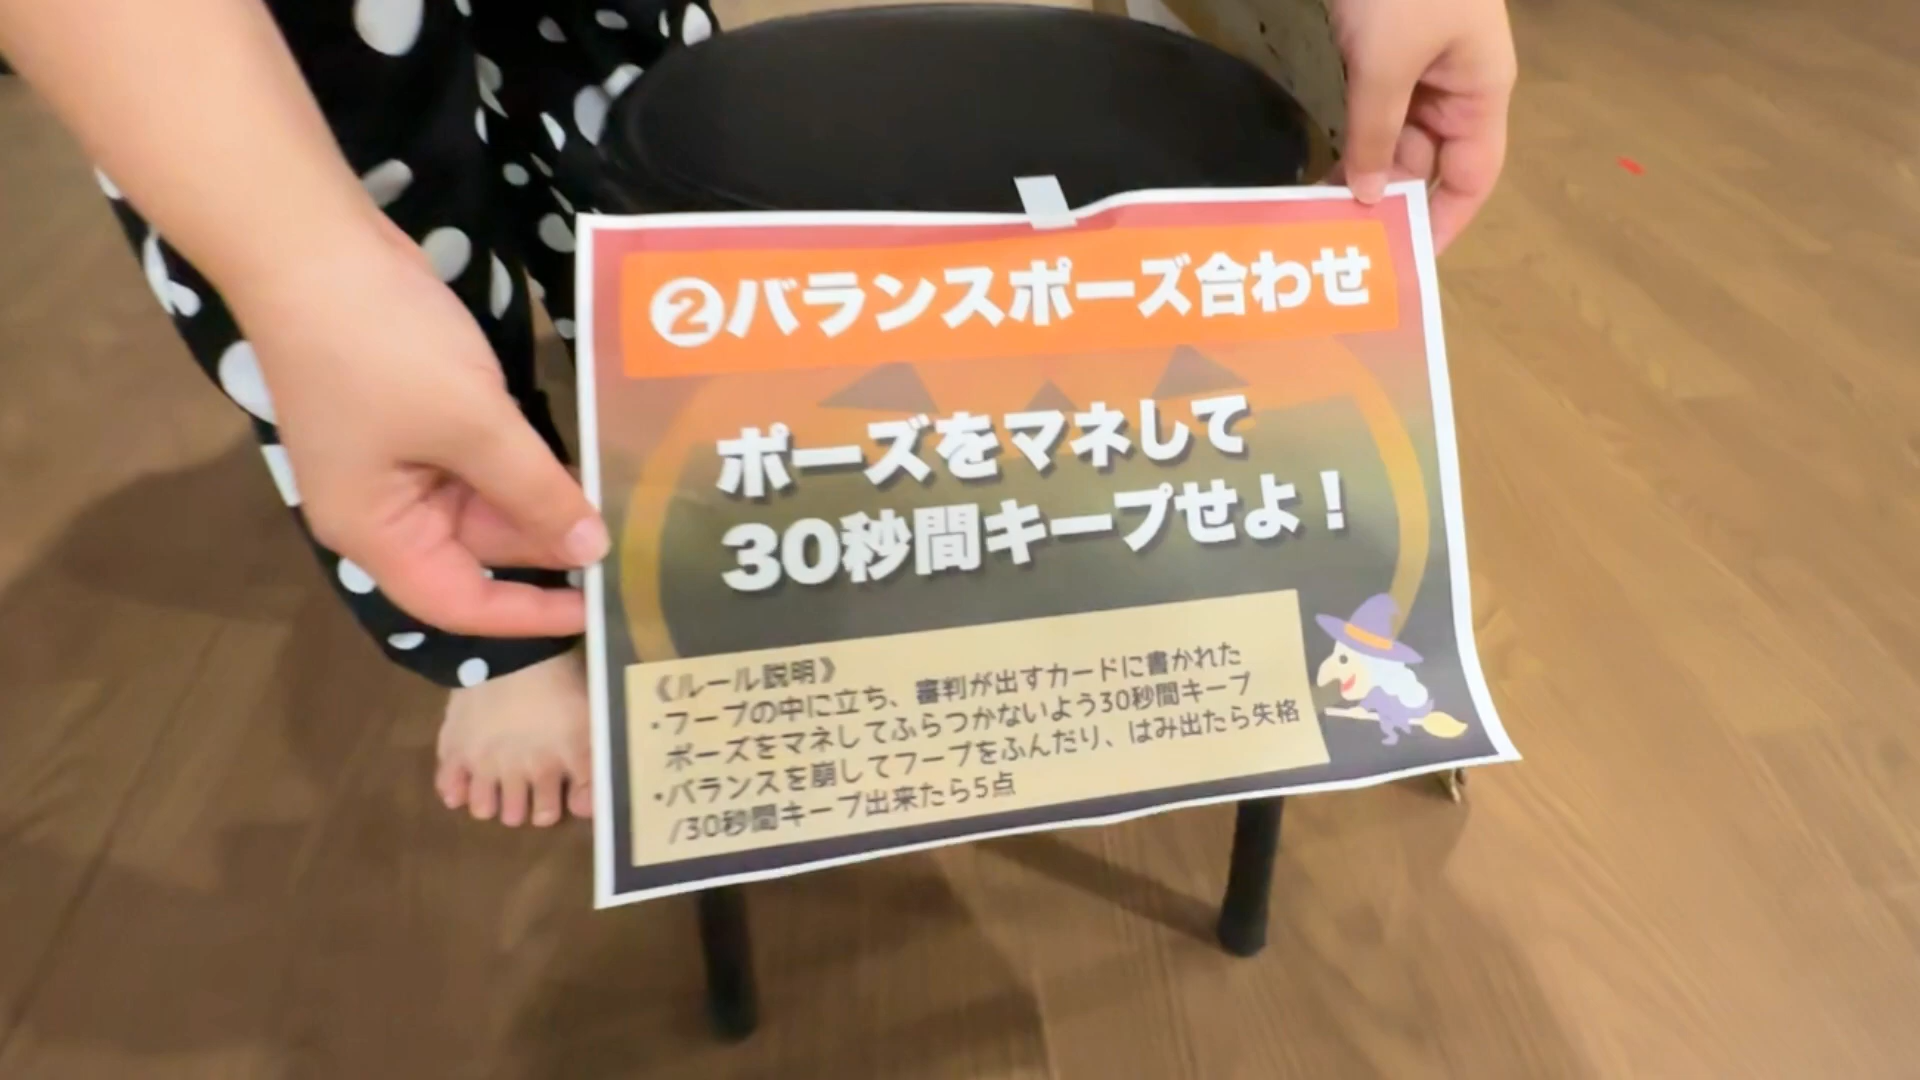 ②バランスポーズ合わせ
ポーズをマネして
30秒間キープせよ！
《ルール説明》
・フープの中に立ち、審判が出すカードに書かれた
ポーズをマネしてふらつかないよう30秒間キープ
・バランスを崩してフープをふんだり、はみ出たら失格
/30秒間キープ出来たら5点